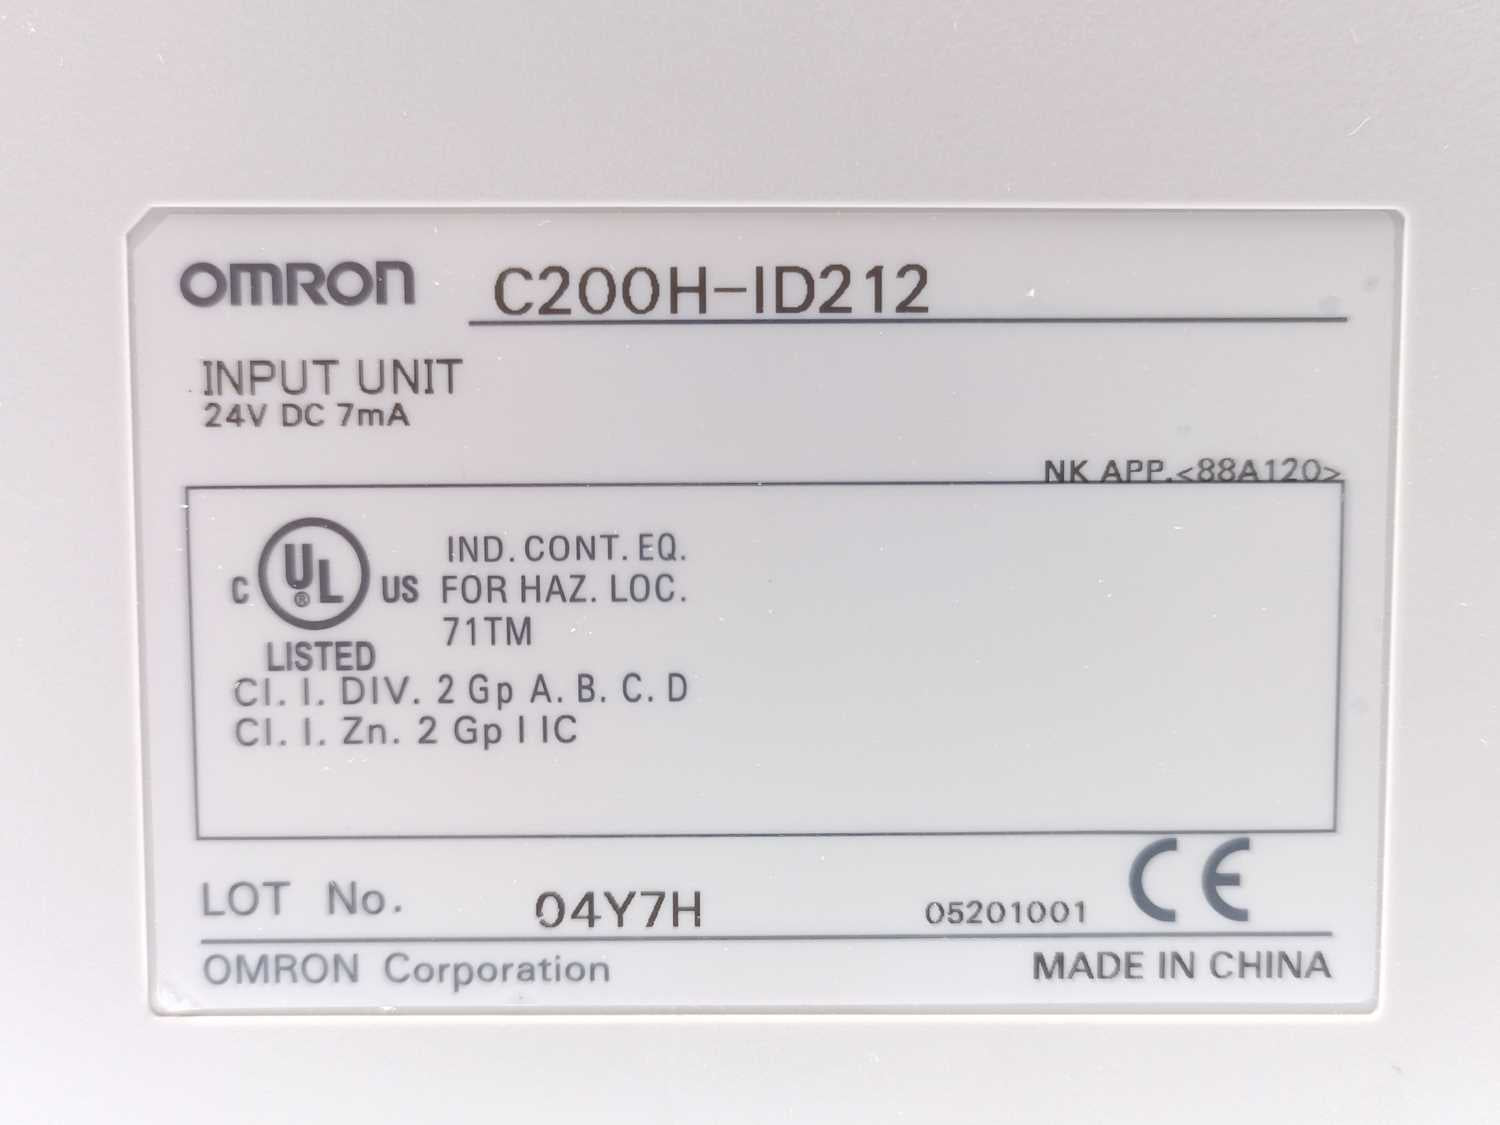 OMRON C200H-ID212
INPUT UNIT
24V DC 7mA
NK APP.<88A120>
C UL ® US IND. CONT. EQ.
FOR HAZ. LOC.
71TM
LISTED
Cl. I. DIV. 2 Gp A. B. C. D
Cl. I. Zn. 2 Gp IIC
LOT No. 04Y7H 05201001 CE
OMRON Corporation MADE IN CHINA